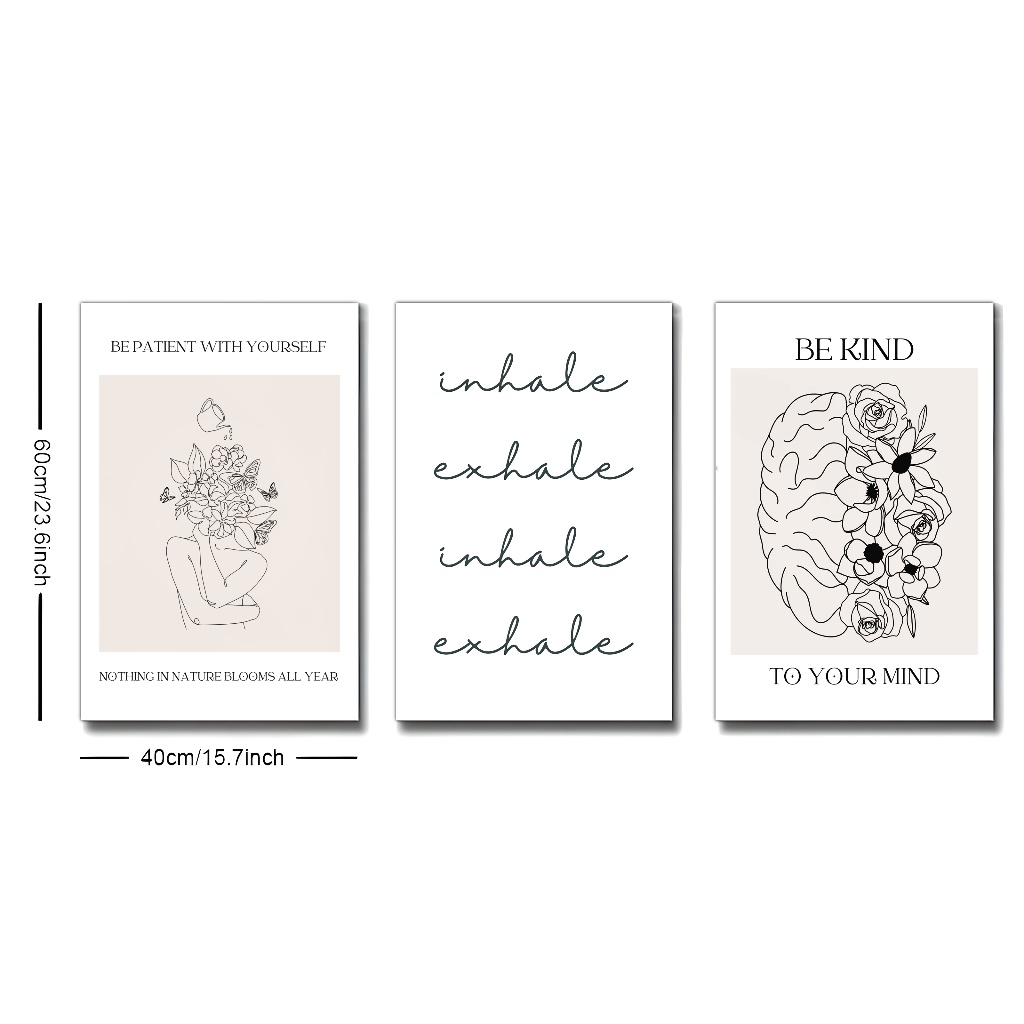 BE PATIENT WITH YOURSELF
NOTHING IN NATURE BLOOMS ALL YEAR
inhale
exhale
inhale
exhale
BE KIND
TO YOUR MIND
60cm/23.6inch
40cm/15.7inch